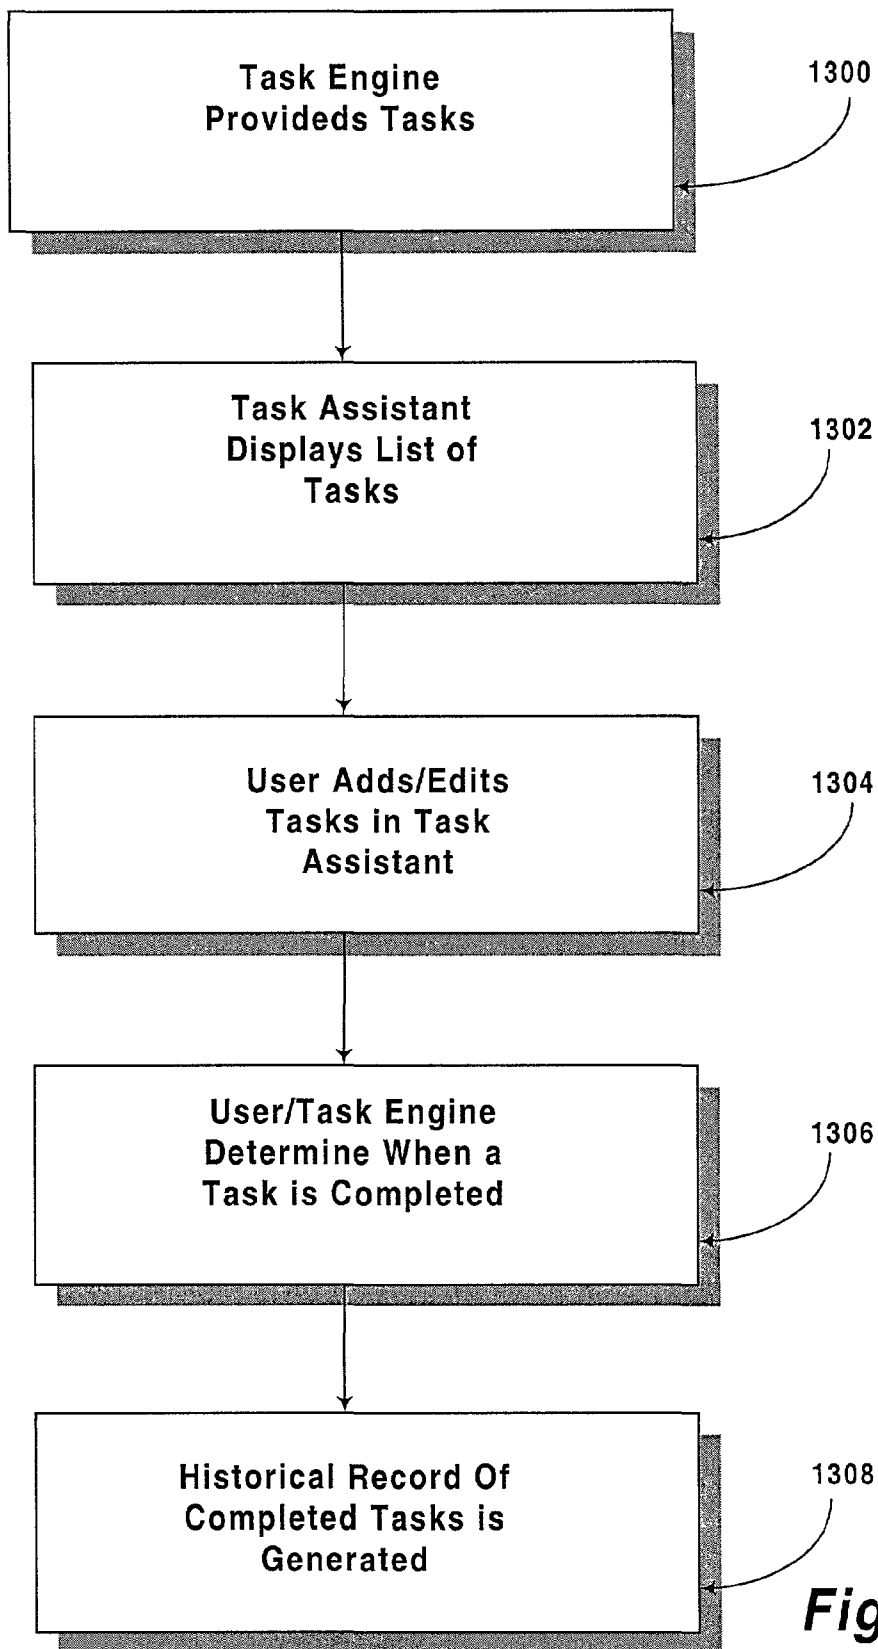 Task Engine
Provideds Tasks
1300
Task Assistant
Displays List of
Tasks
1302
User Adds/Edits
Tasks in Task
Assistant
1304
User/Task Engine
Determine When a
Task is Completed
1306
Historical Record Of
Completed Tasks is
Generated
1308
Fig